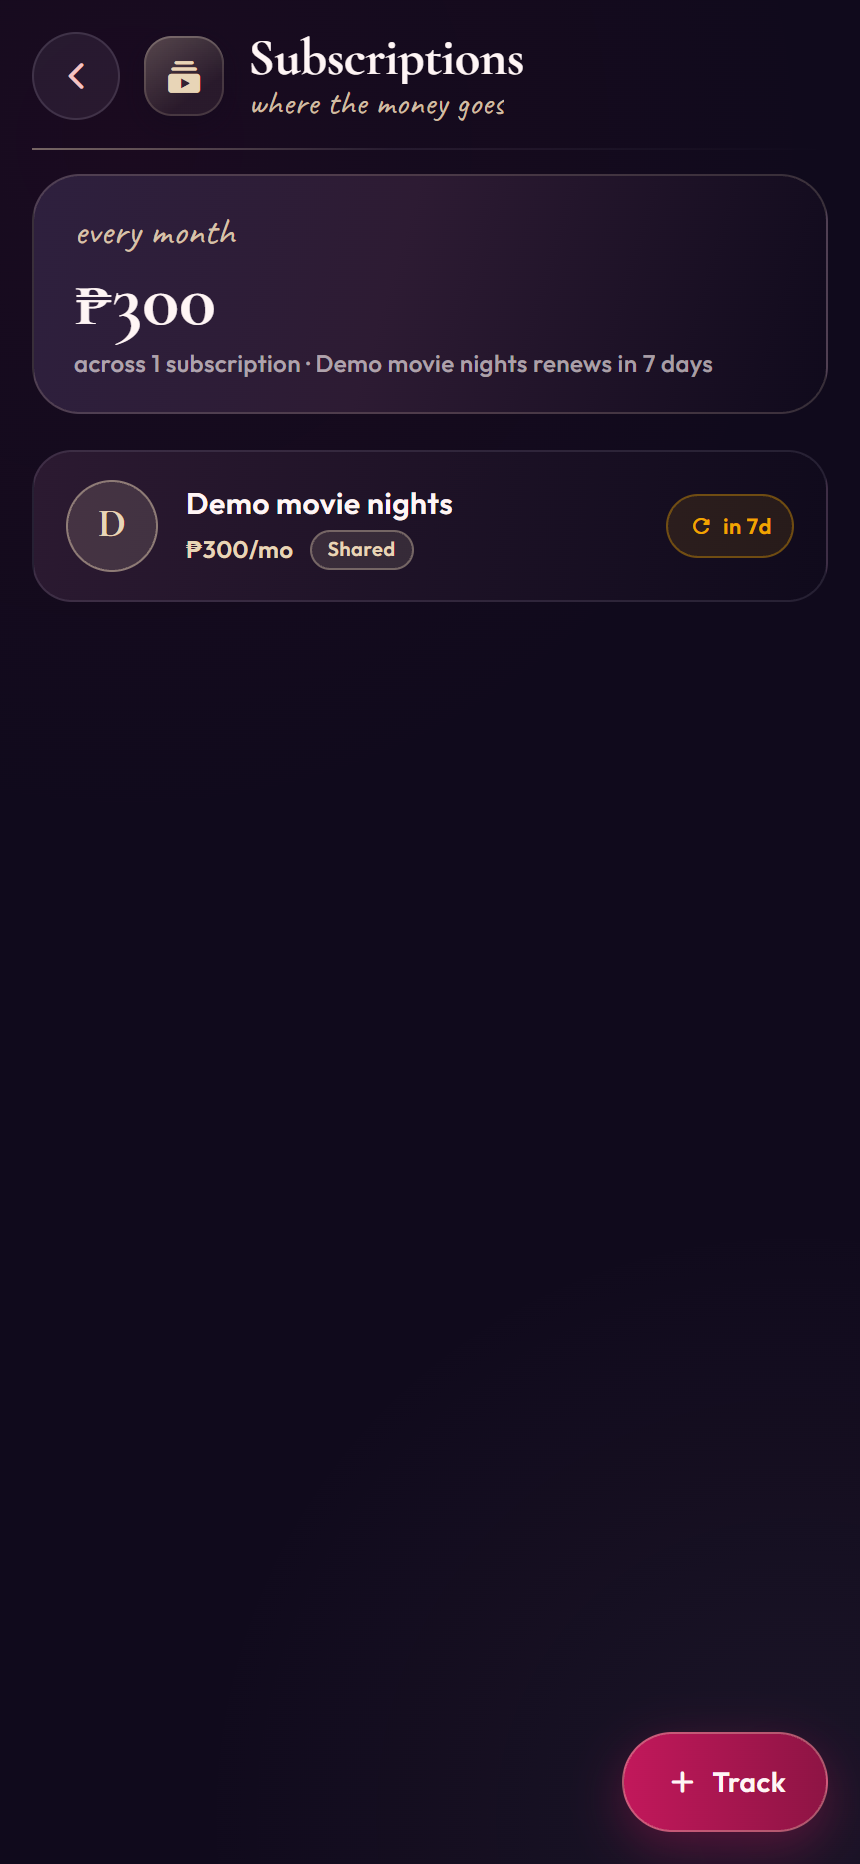 Subscriptions
where the money goes
every month
₱300
across 1 subscription · Demo movie nights renews in 7 days
D
Demo movie nights
₱300/mo Shared
in 7d
+ Track